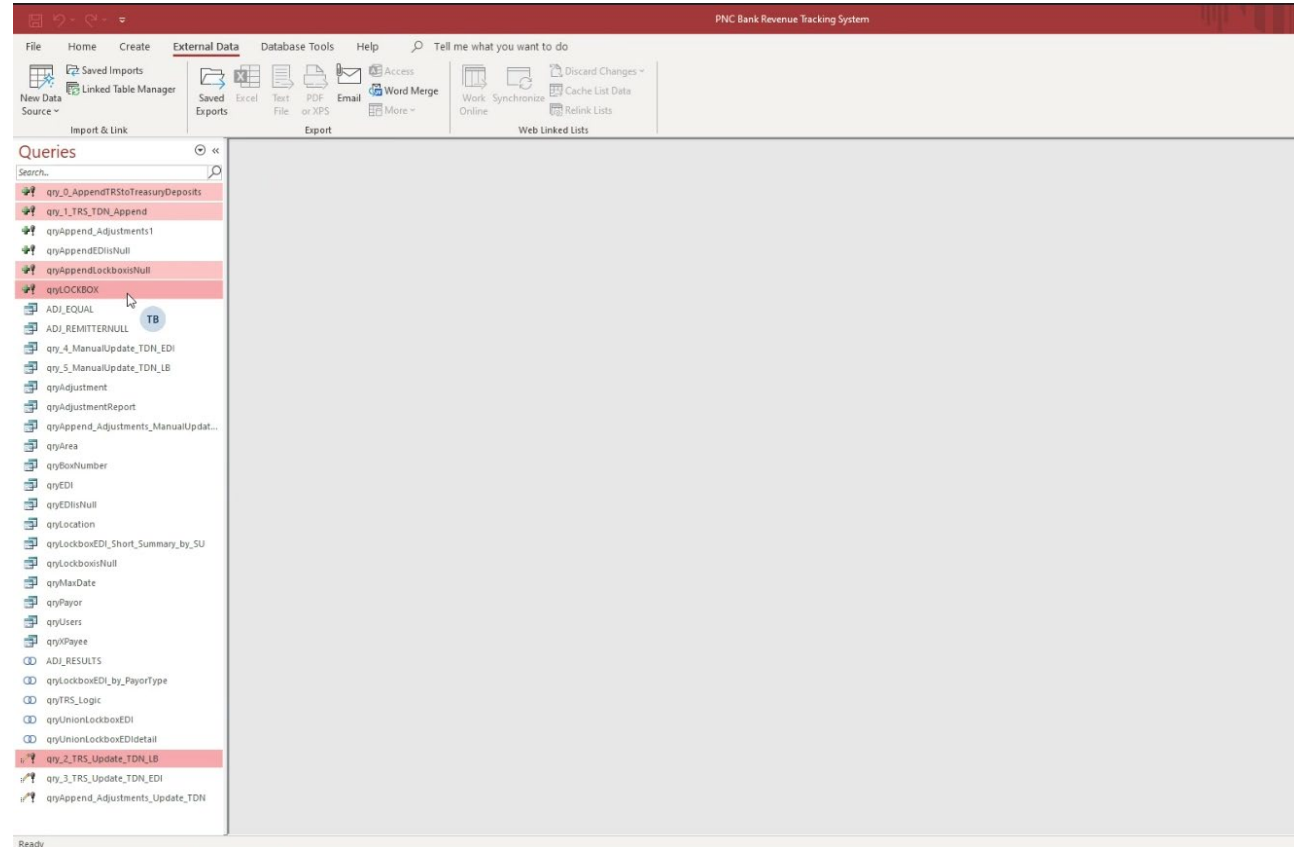 PNC Bank Revenue Tracking System
File Home Create External Data Database Tools Help Tell me what you want to do
New Data Source
Saved Imports
Linked Table Manager
Import & Link
Saved Exports
Excel
Text File
PDF or XPS
Email
Access
Word Merge
More
Export
Work Online
Synchronize
Discard Changes
Cache List Data
Relink Lists
Web Linked Lists
Queries
Search...
qry_0_AppendTRStoTreasuryDeposits
qry_1_TRS_TDN_Append
qryAppend_Adjustments1
qryAppendEDIisNull
qryAppendLockboxisNull
qryLOCKBOX
ADJ_EQUAL
TB
ADJ_REMITTERNULL
qry_4_ManualUpdate_TDN_EDI
qry_5_ManualUpdate_TDN_LB
qryAdjustment
qryAdjustmentReport
qryAppend_Adjustments_ManualUpdat...
qryArea
qryBoxNumber
qryEDI
qryEDIisNull
qryLocation
qryLockboxEDI_Short_Summary_by_SU
qryLockboxisNull
qryMaxDate
qryPayor
qryUsers
qryXPayee
ADJ_RESULTS
qryLockboxEDI_by_PayorType
qryTRS_Logic
qryUnionLockboxEDI
qryUnionLockboxEDIdetail
qry_2_TRS_Update_TDN_LB
qry_3_TRS_Update_TDN_EDI
qryAppend_Adjustments_Update_TDN
Ready